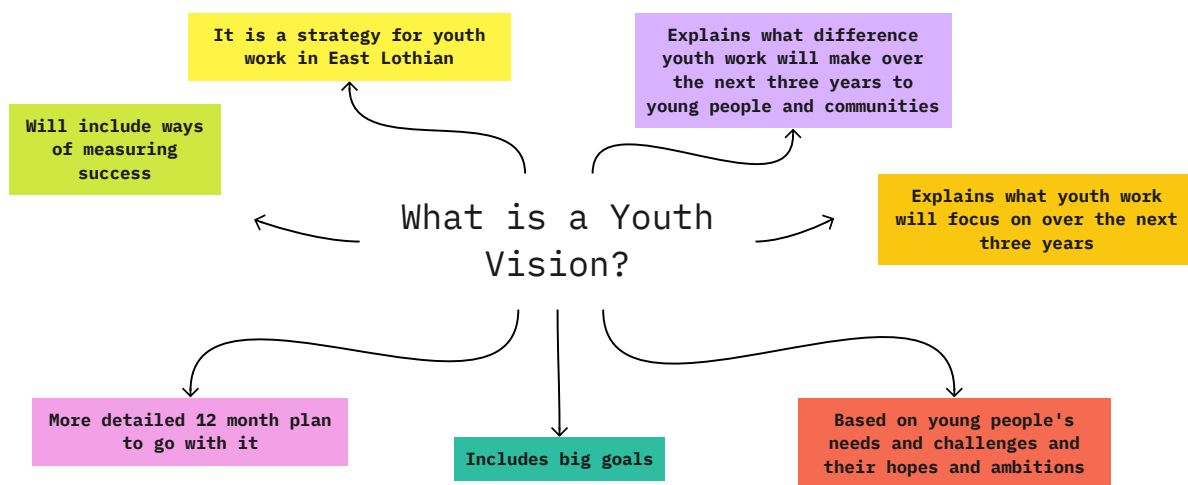 It is a strategy for youth
work in East Lothian
Explains what difference
youth work will make over
the next three years to
young people and communities
Will include ways
of measuring
success
Explains what youth work
will focus on over the next
three years
What is a Youth
Vision?
More detailed 12 month plan
to go with it
Includes big goals
Based on young people's
needs and challenges and
their hopes and ambitions